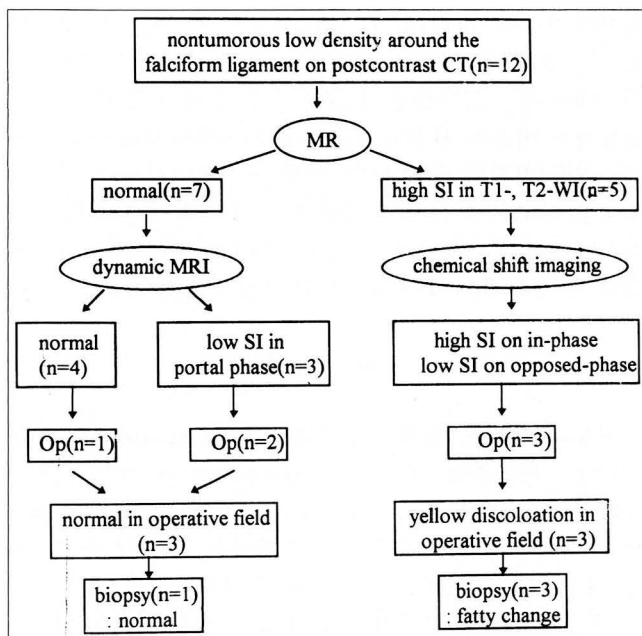 nontumorous low density around the
falciform ligament on postcontrast CT(n=12)
MR
normal(n=7)
high SI in T1-, T2-WI(n=5)
dynamic MRI
chemical shift imaging
normal
(n=4)
low SI in
portal phase(n=3)
high SI on in-phase
low SI on opposed-phase
Op(n=1)
Op(n=2)
Op(n=3)
normal in operative field
(n=3)
yellow discoloation in
operative field (n=3)
biopsy(n=1)
: normal
biopsy(n=3)
: fatty change